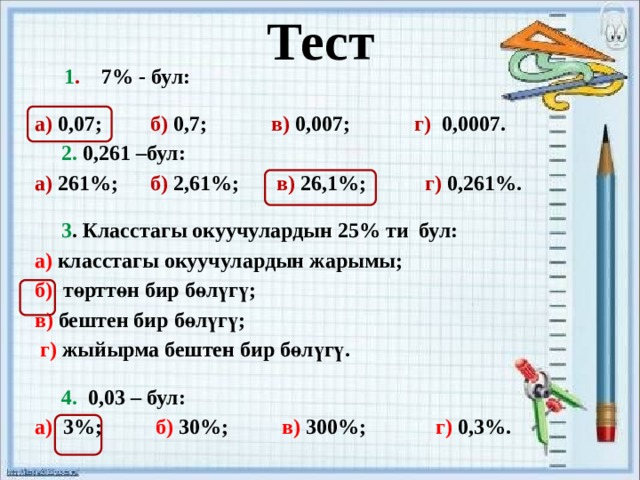 Тест
1. 7% - бул:
а) 0,07; б) 0,7; в) 0,007; г) 0,0007.
2. 0,261 –бул:
а) 261%; б) 2,61%; в) 26,1%; г) 0,261%.
3. Класстагы окуучулардын 25% ти бул:
а) класстагы окуучулардын жарымы;
б) төрттөн бир бөлүгү;
в) бештен бир бөлүгү;
г) жыйырма бештен бир бөлүгү.
4. 0,03 – бул:
а) 3%; б) 30%; в) 300%; г) 0,3%.